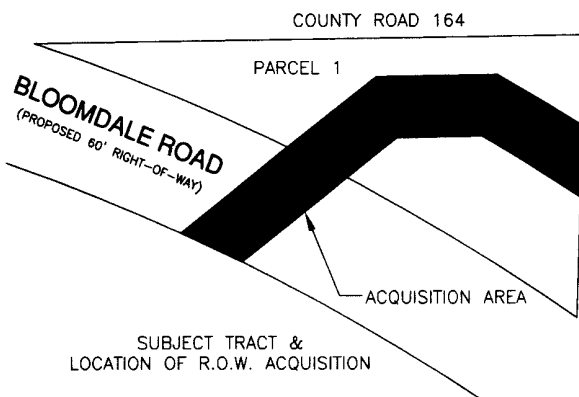 COUNTY ROAD 164
PARCEL 1
BLOOMDALE ROAD
(PROPOSED 60' RIGHT-OF-WAY)
ACQUISITION AREA
SUBJECT TRACT &
LOCATION OF R.O.W. ACQUISITION